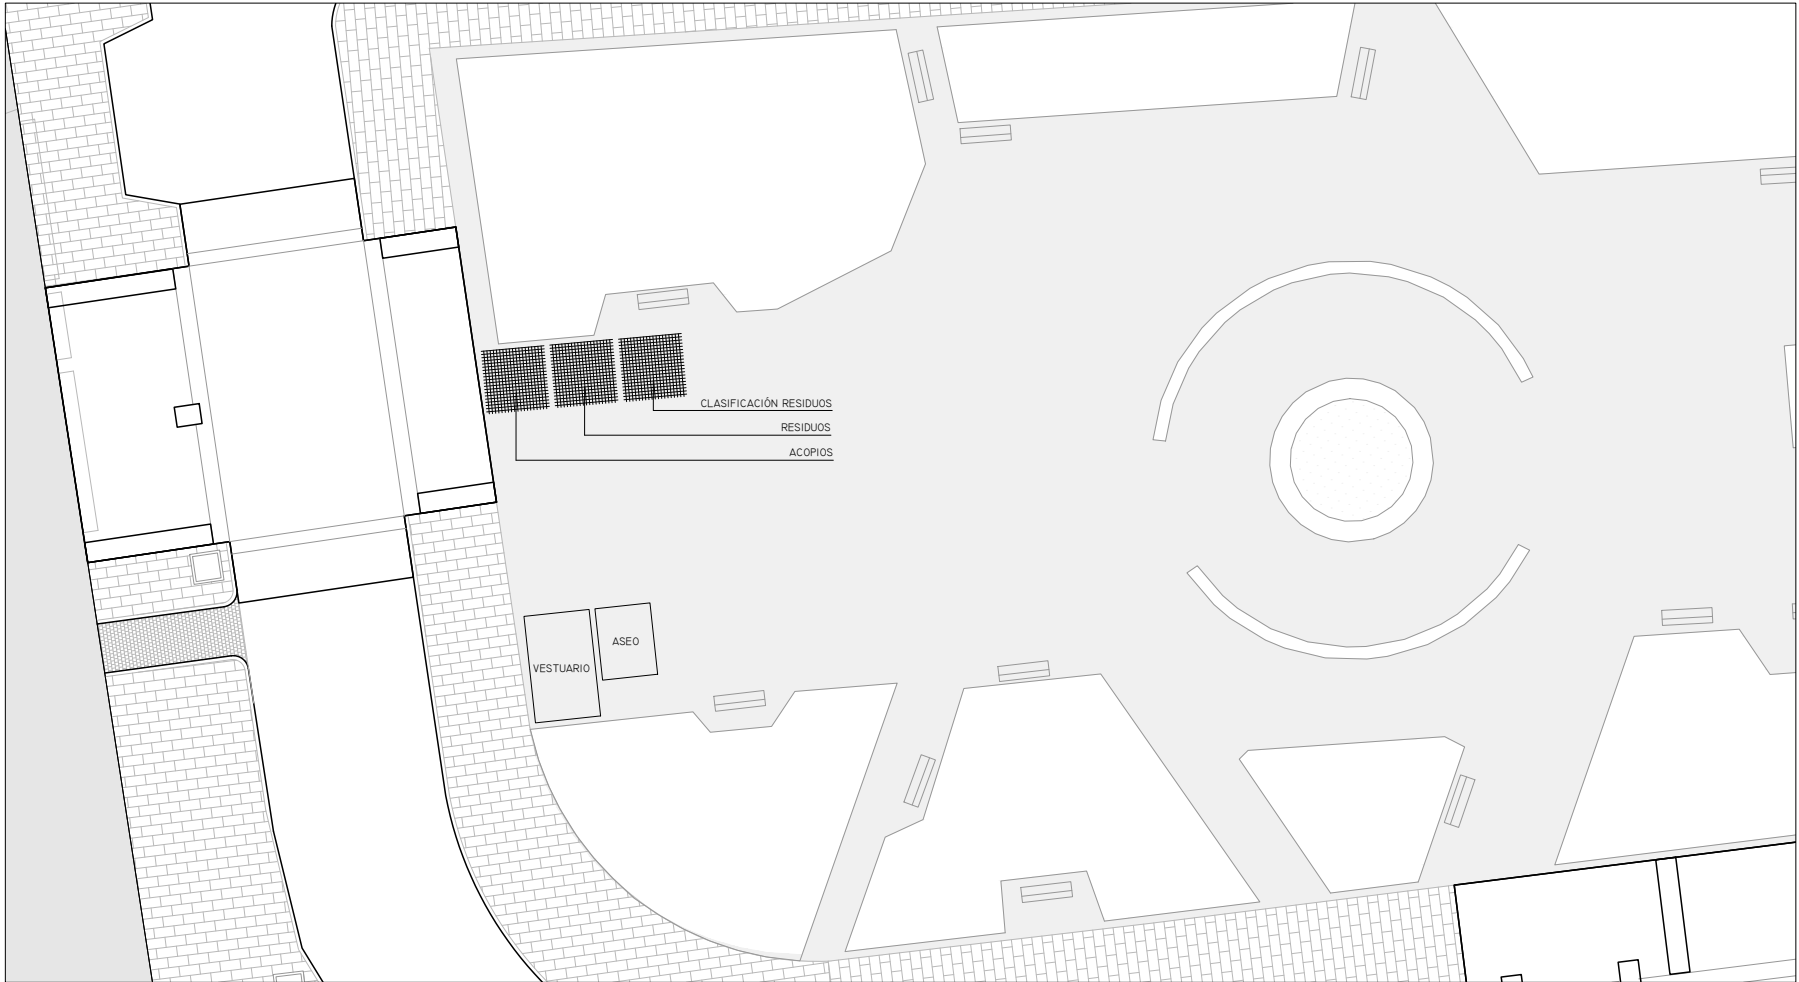 CLASIFICACIÓN RESIDUOS
RESIDUOS
ACOPIOS
ASEO
VESTUARIO